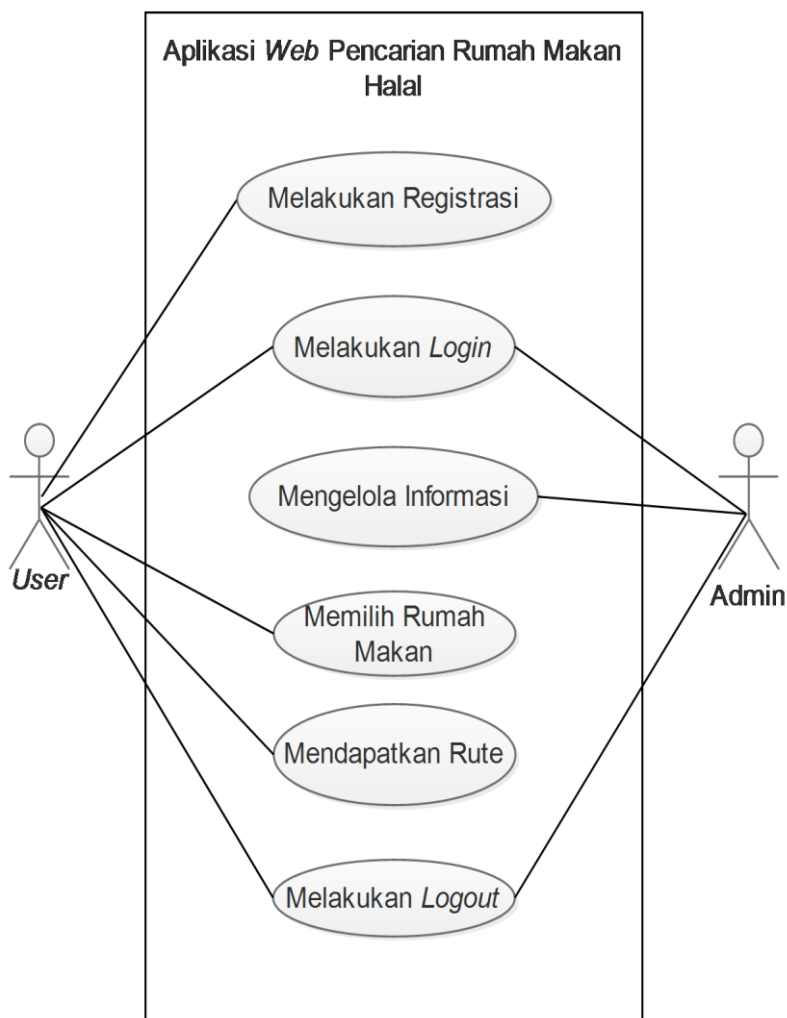 Aplikasi Web Pencarian Rumah Makan
Halal
Melakukan Registrasi
Melakukan Login
Mengelola Informasi
User
Admin
Memilih Rumah
Makan
Mendapatkan Rute
Melakukan Logout